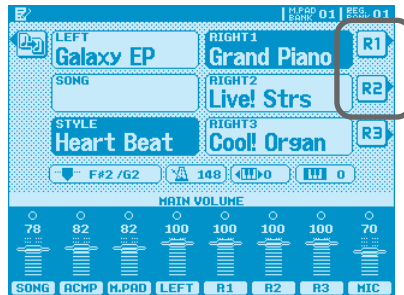 M.PAD BANK 01 REG. BANK 01
LEFT
Galaxy EP
RIGHT1
Grand Piano
R1
SONG
RIGHT2
Live! Strs
R2
STYLE
Heart Beat
RIGHT3
Cool! Organ
R3
F#2/G2 148 0 0
MAIN VOLUME
78 82 82 100 100 100 100 70
SONG ACMP M.PAD LEFT R1 R2 R3 MIC